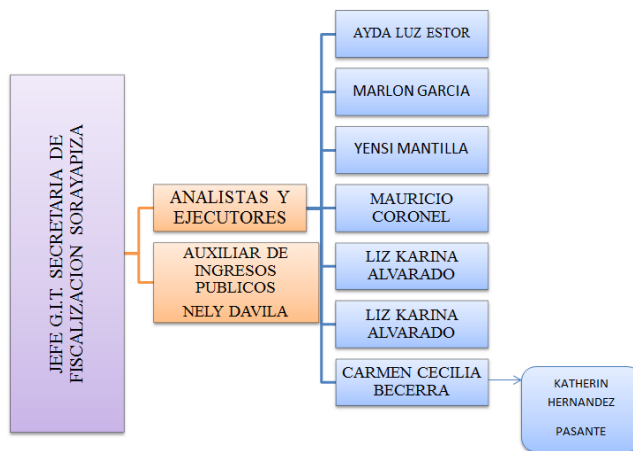 JEFE G.I.T. SECRETARIA DE
FISCALIZACION SORAYAPIZA
ANALISTAS Y
EJECUTORES
AUXILIAR DE
INGRESOS
PUBLICOS
NELY DAVILA
AYDA LUZ ESTOR
MARLON GARCIA
YENSI MANTILLA
MAURICIO
CORONEL
LIZ KARINA
ALVARADO
LIZ KARINA
ALVARADO
CARMEN CECILIA
BECERRA
KATHERIN
HERNANDEZ
PASANTE